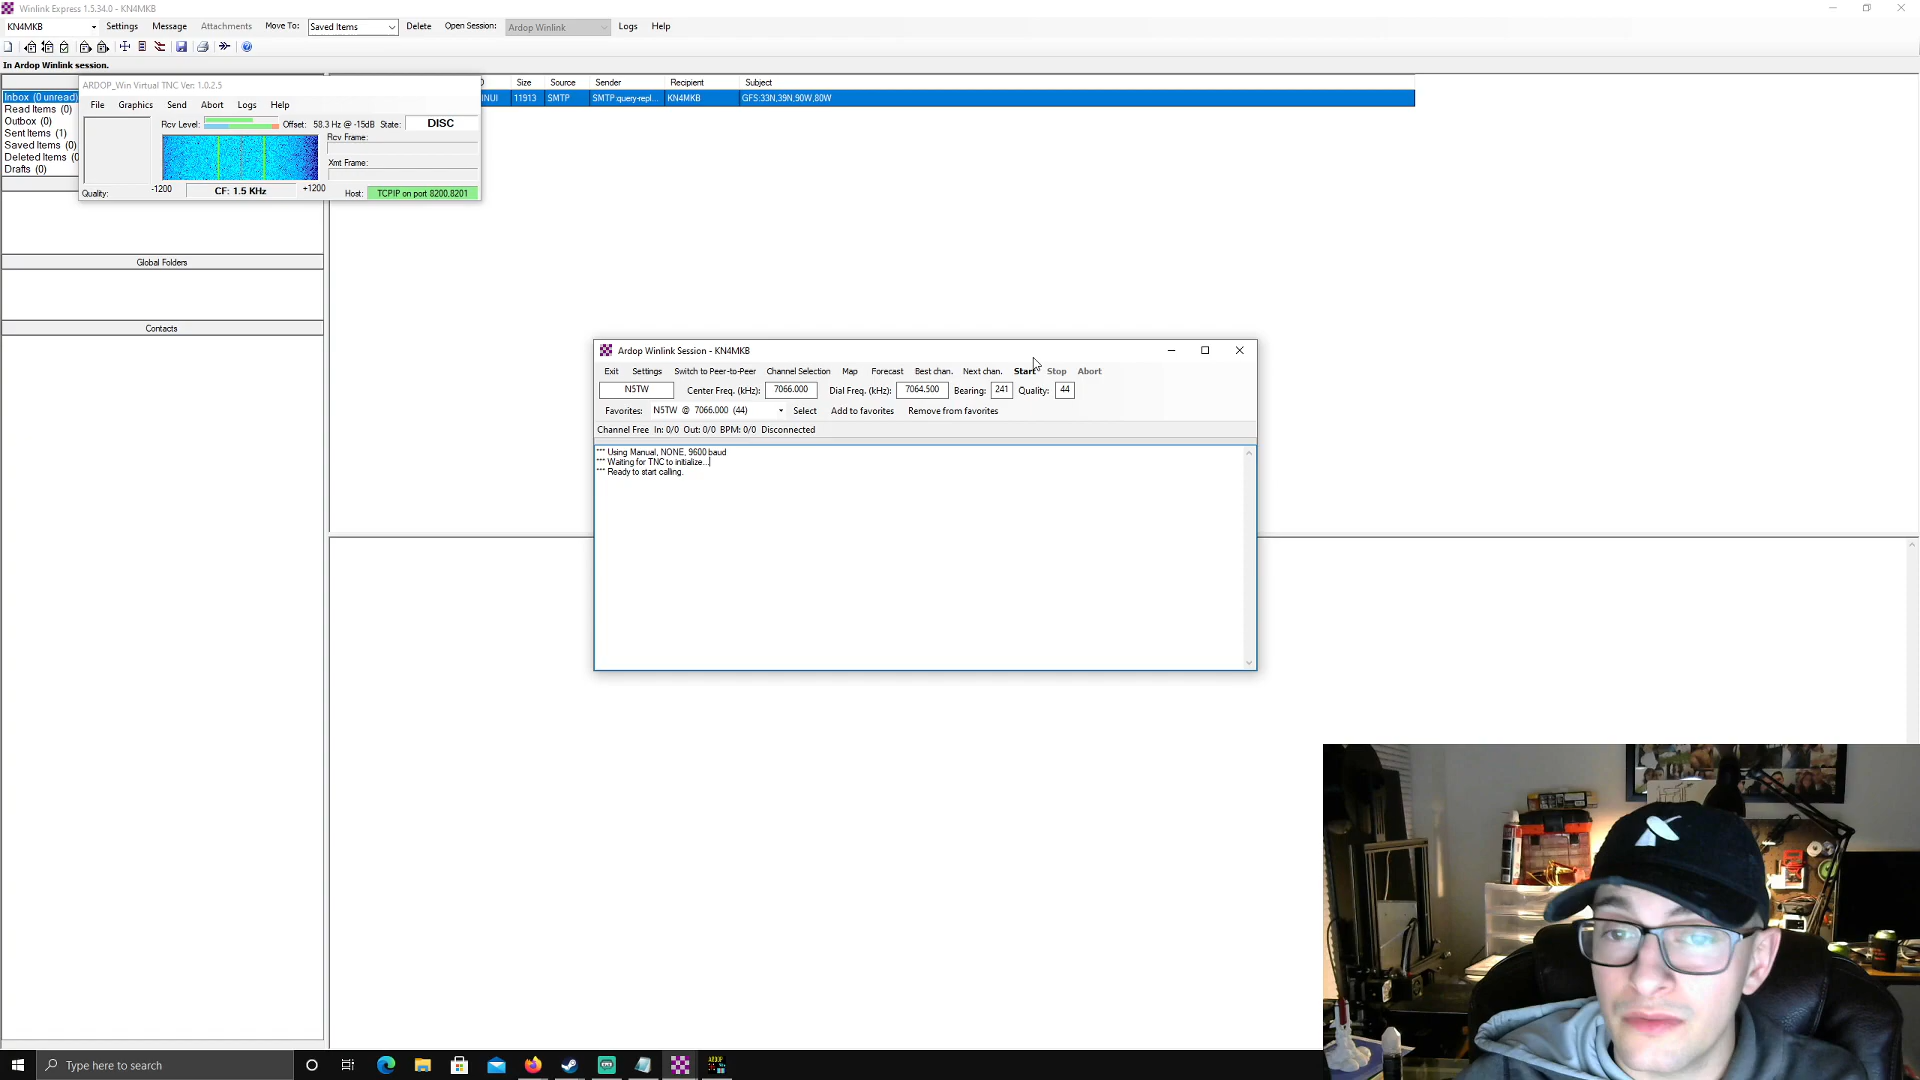 Winlink Express 1.5.34.0 - KN4MKB
KN4MKB Settings Message Attachments Move To: Saved Items Delete Open Session: Ardop Winlink Logs Help
In Ardop Winlink session.
ARDOP_Win Virtual TNC Ver: 1.0.2.5
File Graphics Send Abort Logs Help
Rcv Level: Offset: 58.3 Hz @ -15dB State: DISC
Rcv Frame:
Xmt Frame:
-1200 CF: 1.5 KHz +1200
Quality: Host: TCPIP on port 8200,8201
Inbox (0 unread)
Read Items (0)
Outbox (0)
Sent Items (1)
Saved Items (0)
Deleted Items (0
Drafts (0)
Global Folders
Contacts
Size Source Sender Recipient Subject
INUI 11913 SMTP SMTP:query-repl... KN4MKB GFS:33N,39N,90W,80W
Ardop Winlink Session - KN4MKB
Exit Settings Switch to Peer-to-Peer Channel Selection Map Forecast Best chan. Next chan. Start Stop Abort
N5TW Center Freq. (kHz): 7066.000 Dial Freq. (kHz): 7064.500 Bearing: 241 Quality: 44
Favorites: N5TW @ 7066.000 (44) Select Add to favorites Remove from favorites
Channel Free In: 0/0 Out: 0/0 BPM: 0/0 Disconnected
*** Using Manual, NONE, 9600 baud
*** Waiting for TNC to initialize...
*** Ready to start calling.
Type here to search
ARDOP